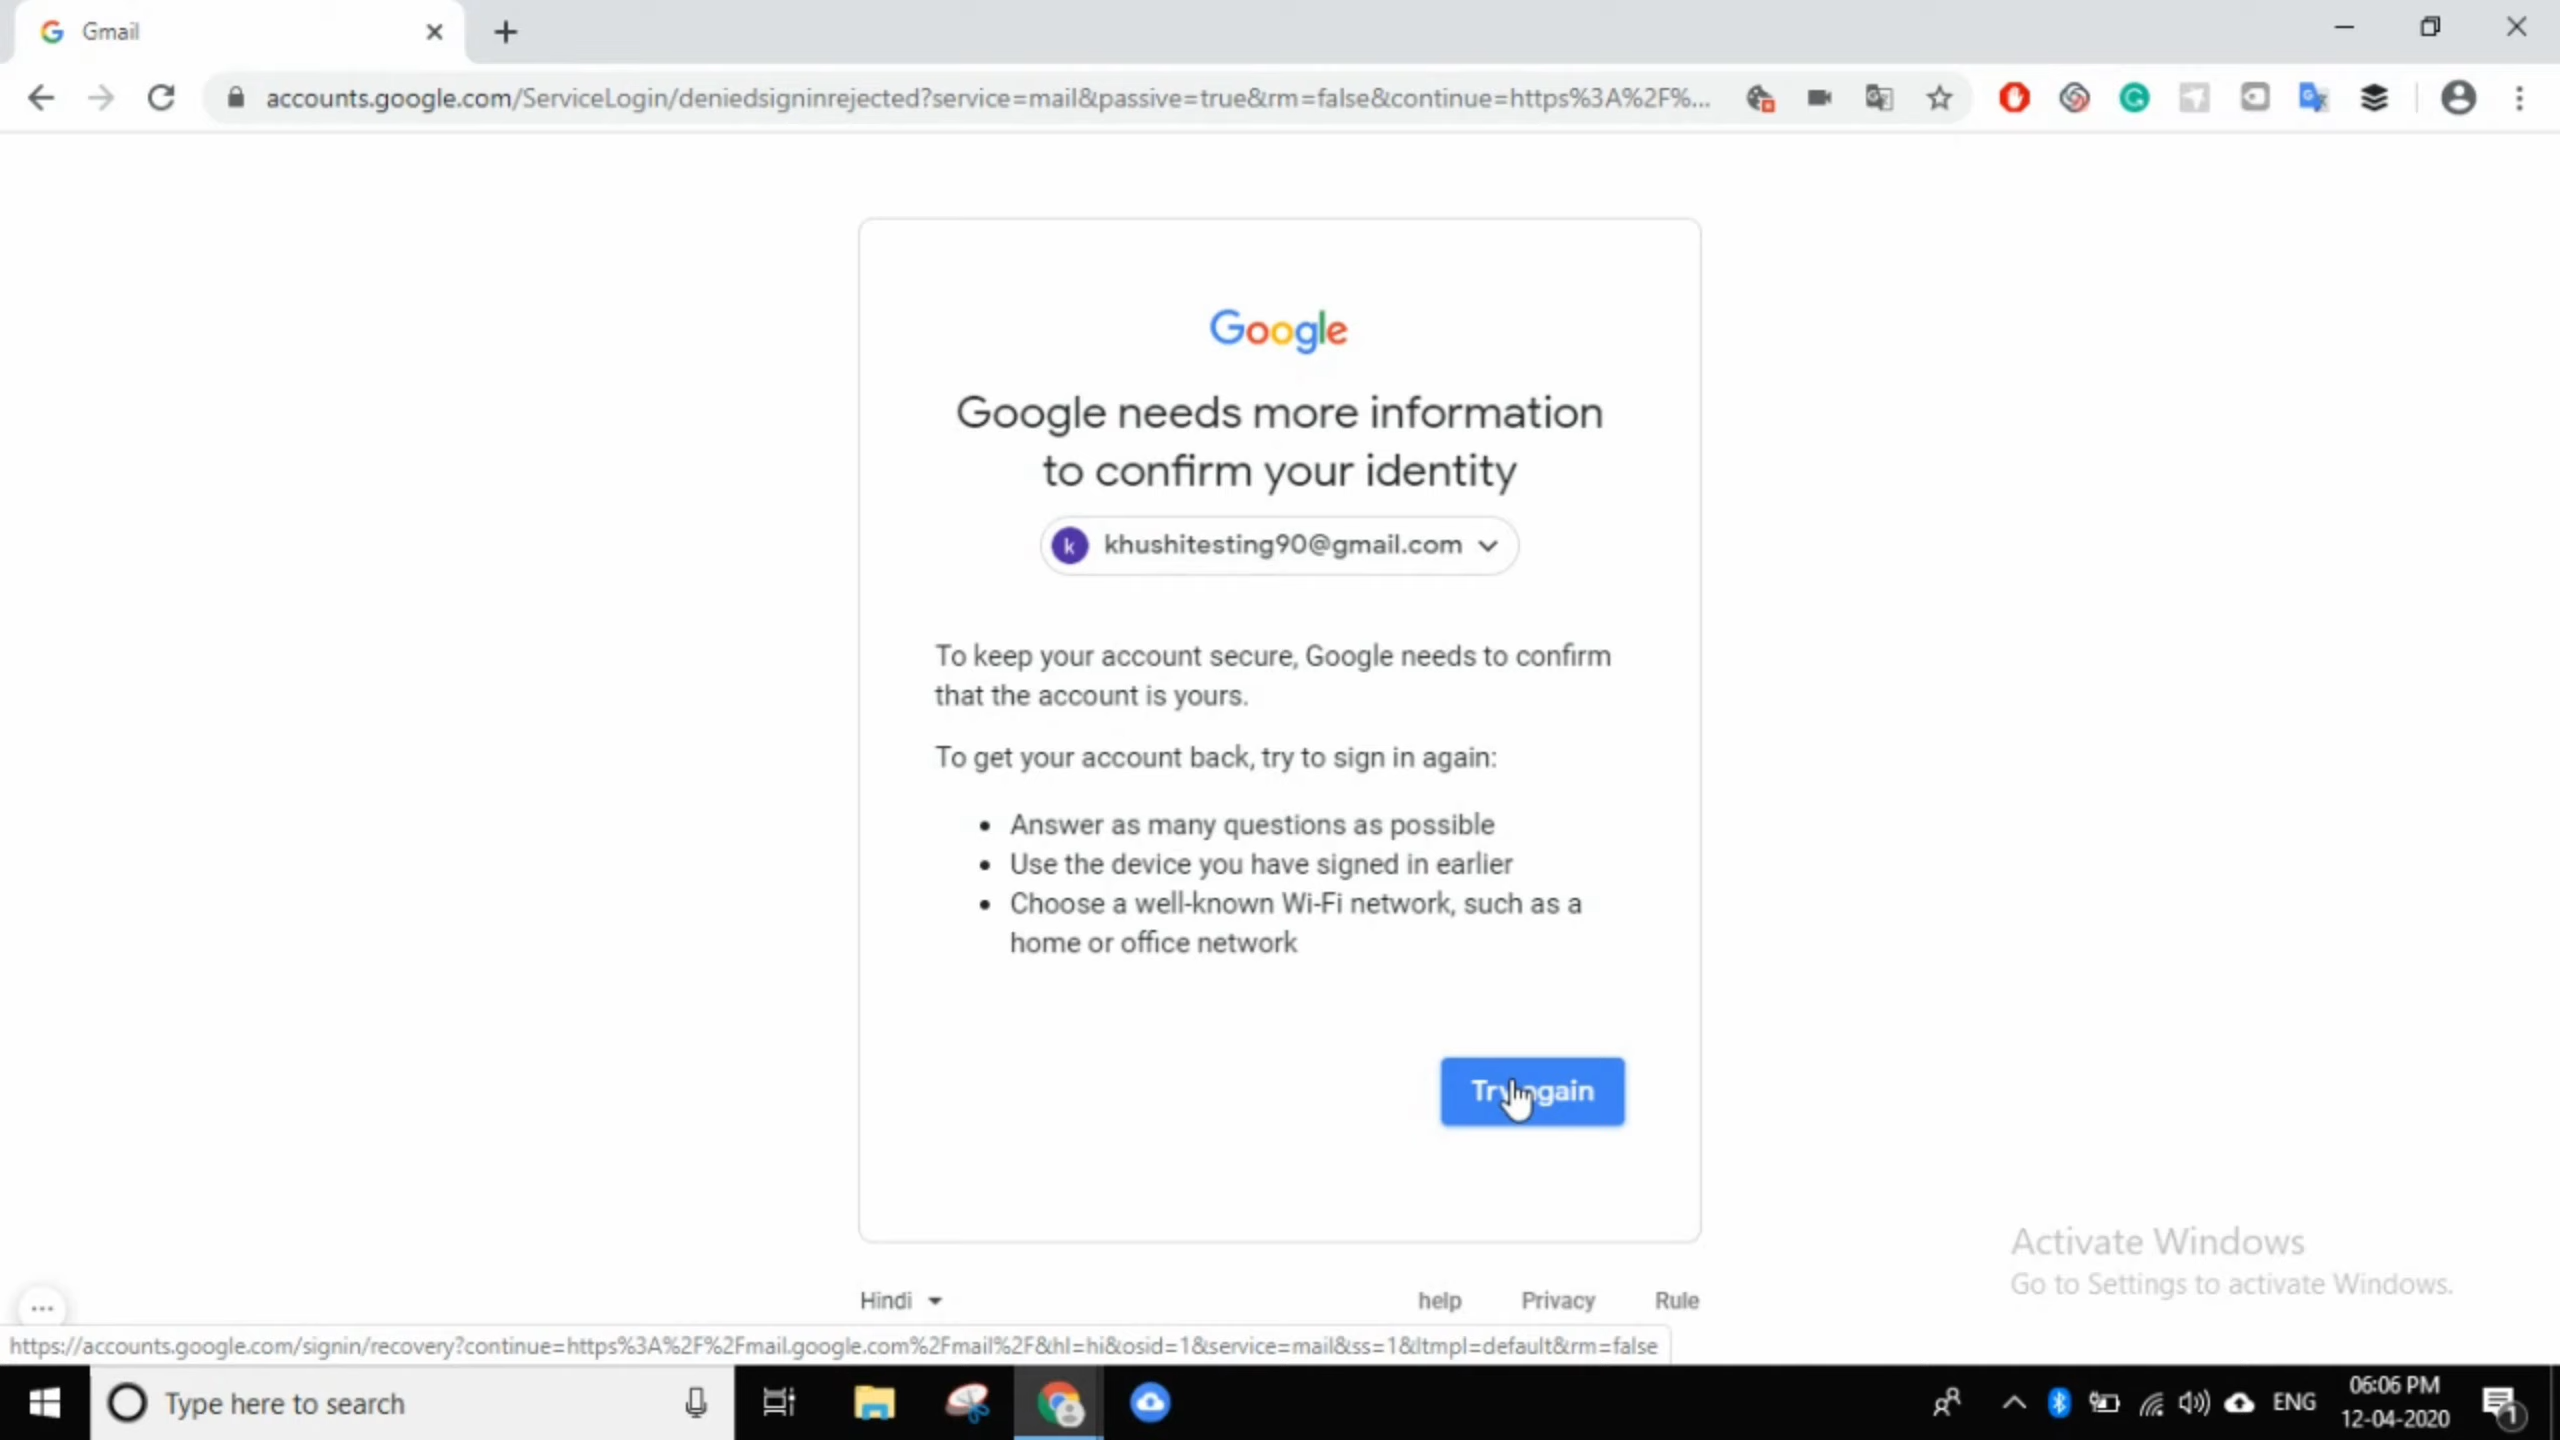 Gmail
accounts.google.com/ServiceLogin/deniedsigninrejected?service=mail&passive=true&rm=false&continue=https%3A%2F%...
Google
Google needs more information
to confirm your identity
k khushitesting90@gmail.com
To keep your account secure, Google needs to confirm
that the account is yours.
To get your account back, try to sign in again:
• Answer as many questions as possible
• Use the device you have signed in earlier
• Choose a well-known Wi-Fi network, such as a
home or office network
Try again
Activate Windows
Go to Settings to activate Windows.
Hindi help Privacy Rule
https://accounts.google.com/signin/recovery?continue=https%3A%2F%2Fmail.google.com%2Fmail%2F&hl=hi&osid=1&service=mail&ss=1&ltmpl=default&rm=false
Type here to search
ENG
06:06 PM
12-04-2020
1